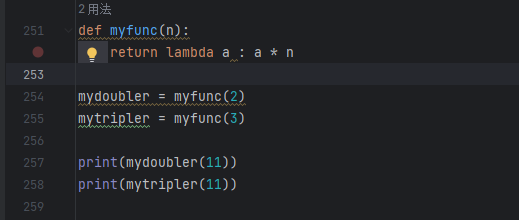 2 用法
251 def myfunc(n):
return lambda a : a * n
253
254 mydoubler = myfunc(2)
255 mytripler = myfunc(3)
256
257 print(mydoubler(11))
258 print(mytripler(11))
259